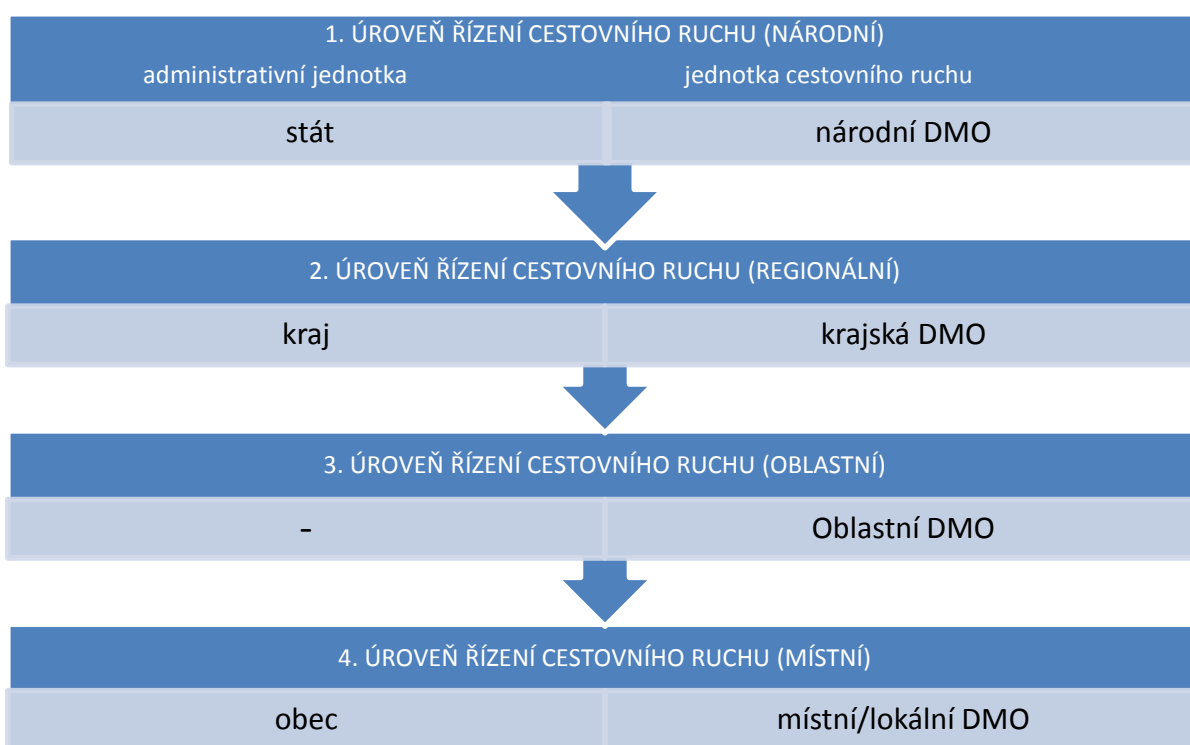 1. ÚROVEŇ ŘÍZENÍ CESTOVNÍHO RUCHU (NÁRODNÍ)
administrativní jednotka jednotka cestovního ruchu
stát národní DMO
2. ÚROVEŇ ŘÍZENÍ CESTOVNÍHO RUCHU (REGIONÁLNÍ)
kraj krajská DMO
3. ÚROVEŇ ŘÍZENÍ CESTOVNÍHO RUCHU (OBLASTNÍ)
- Oblastní DMO
4. ÚROVEŇ ŘÍZENÍ CESTOVNÍHO RUCHU (MÍSTNÍ)
obec místní/lokální DMO